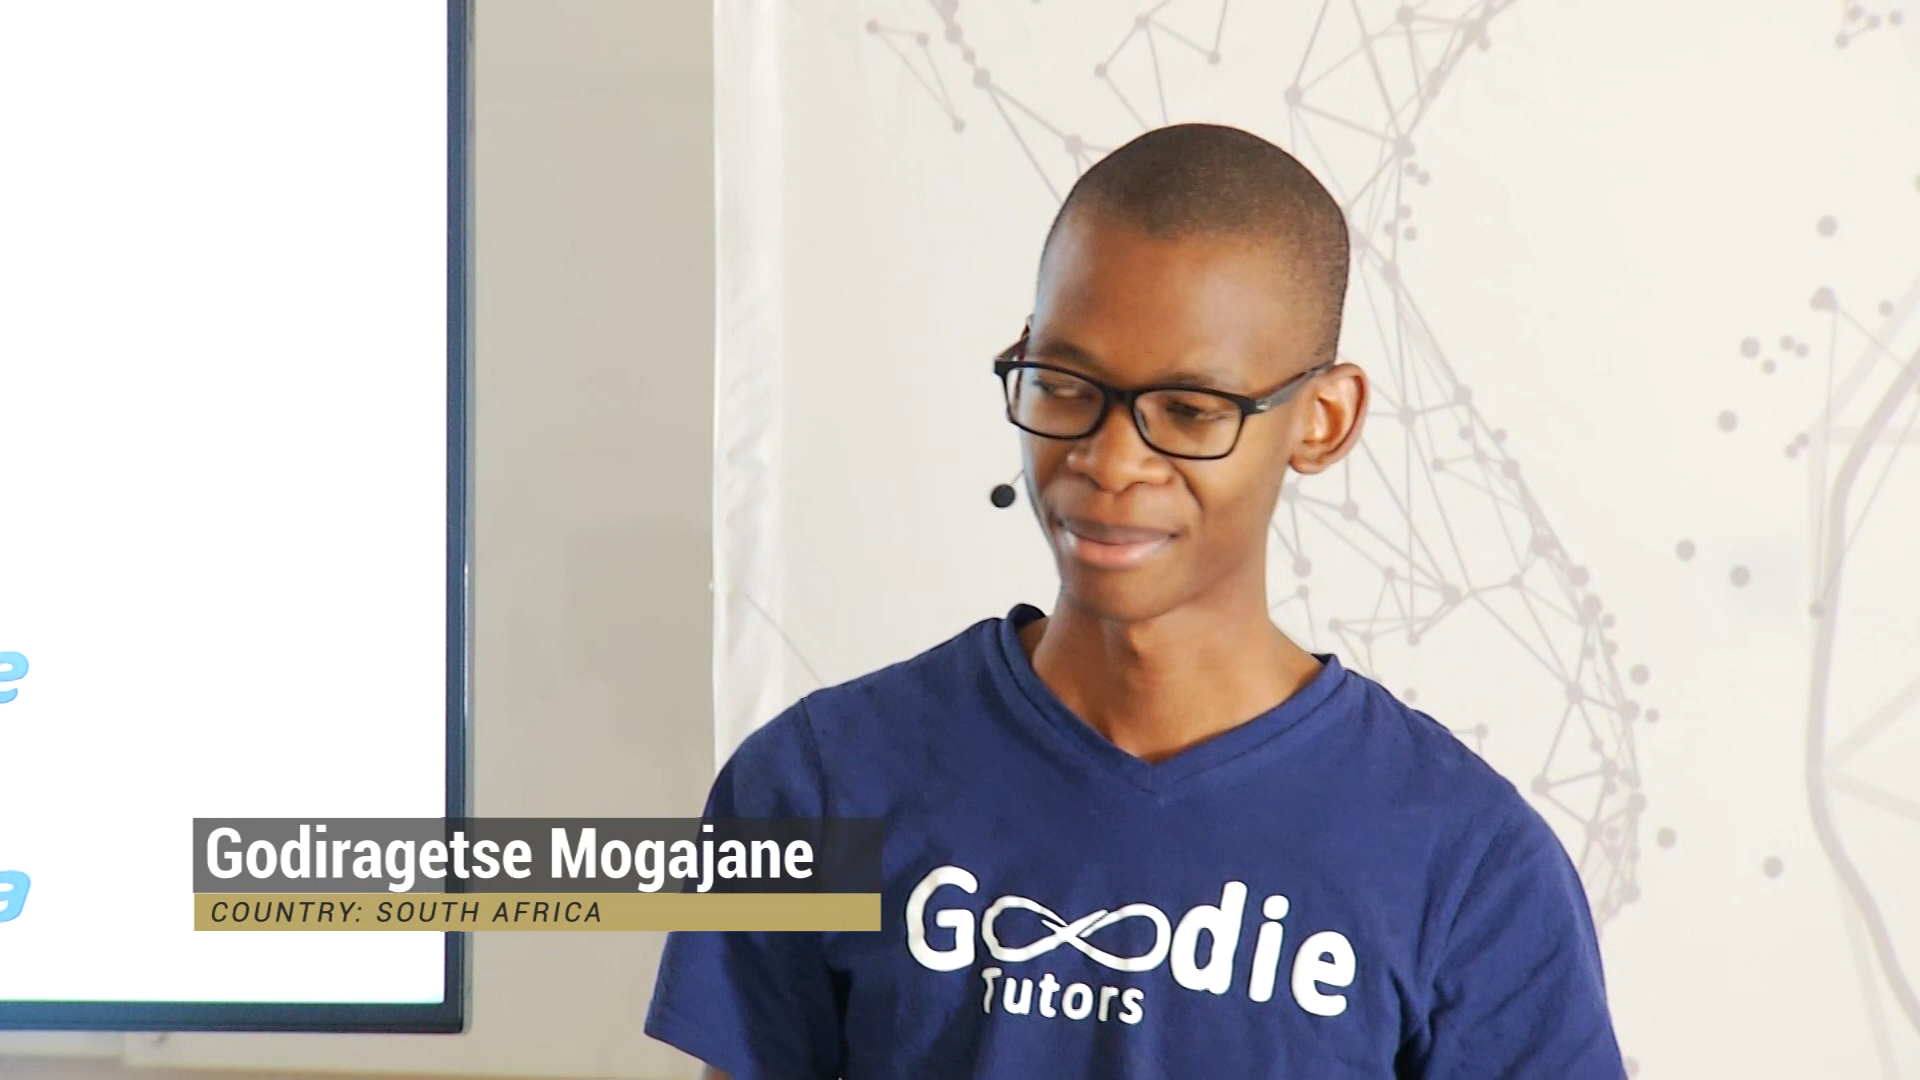 e
a
Godiragetse Mogajane
COUNTRY: SOUTH AFRICA
Goodie
Tutors